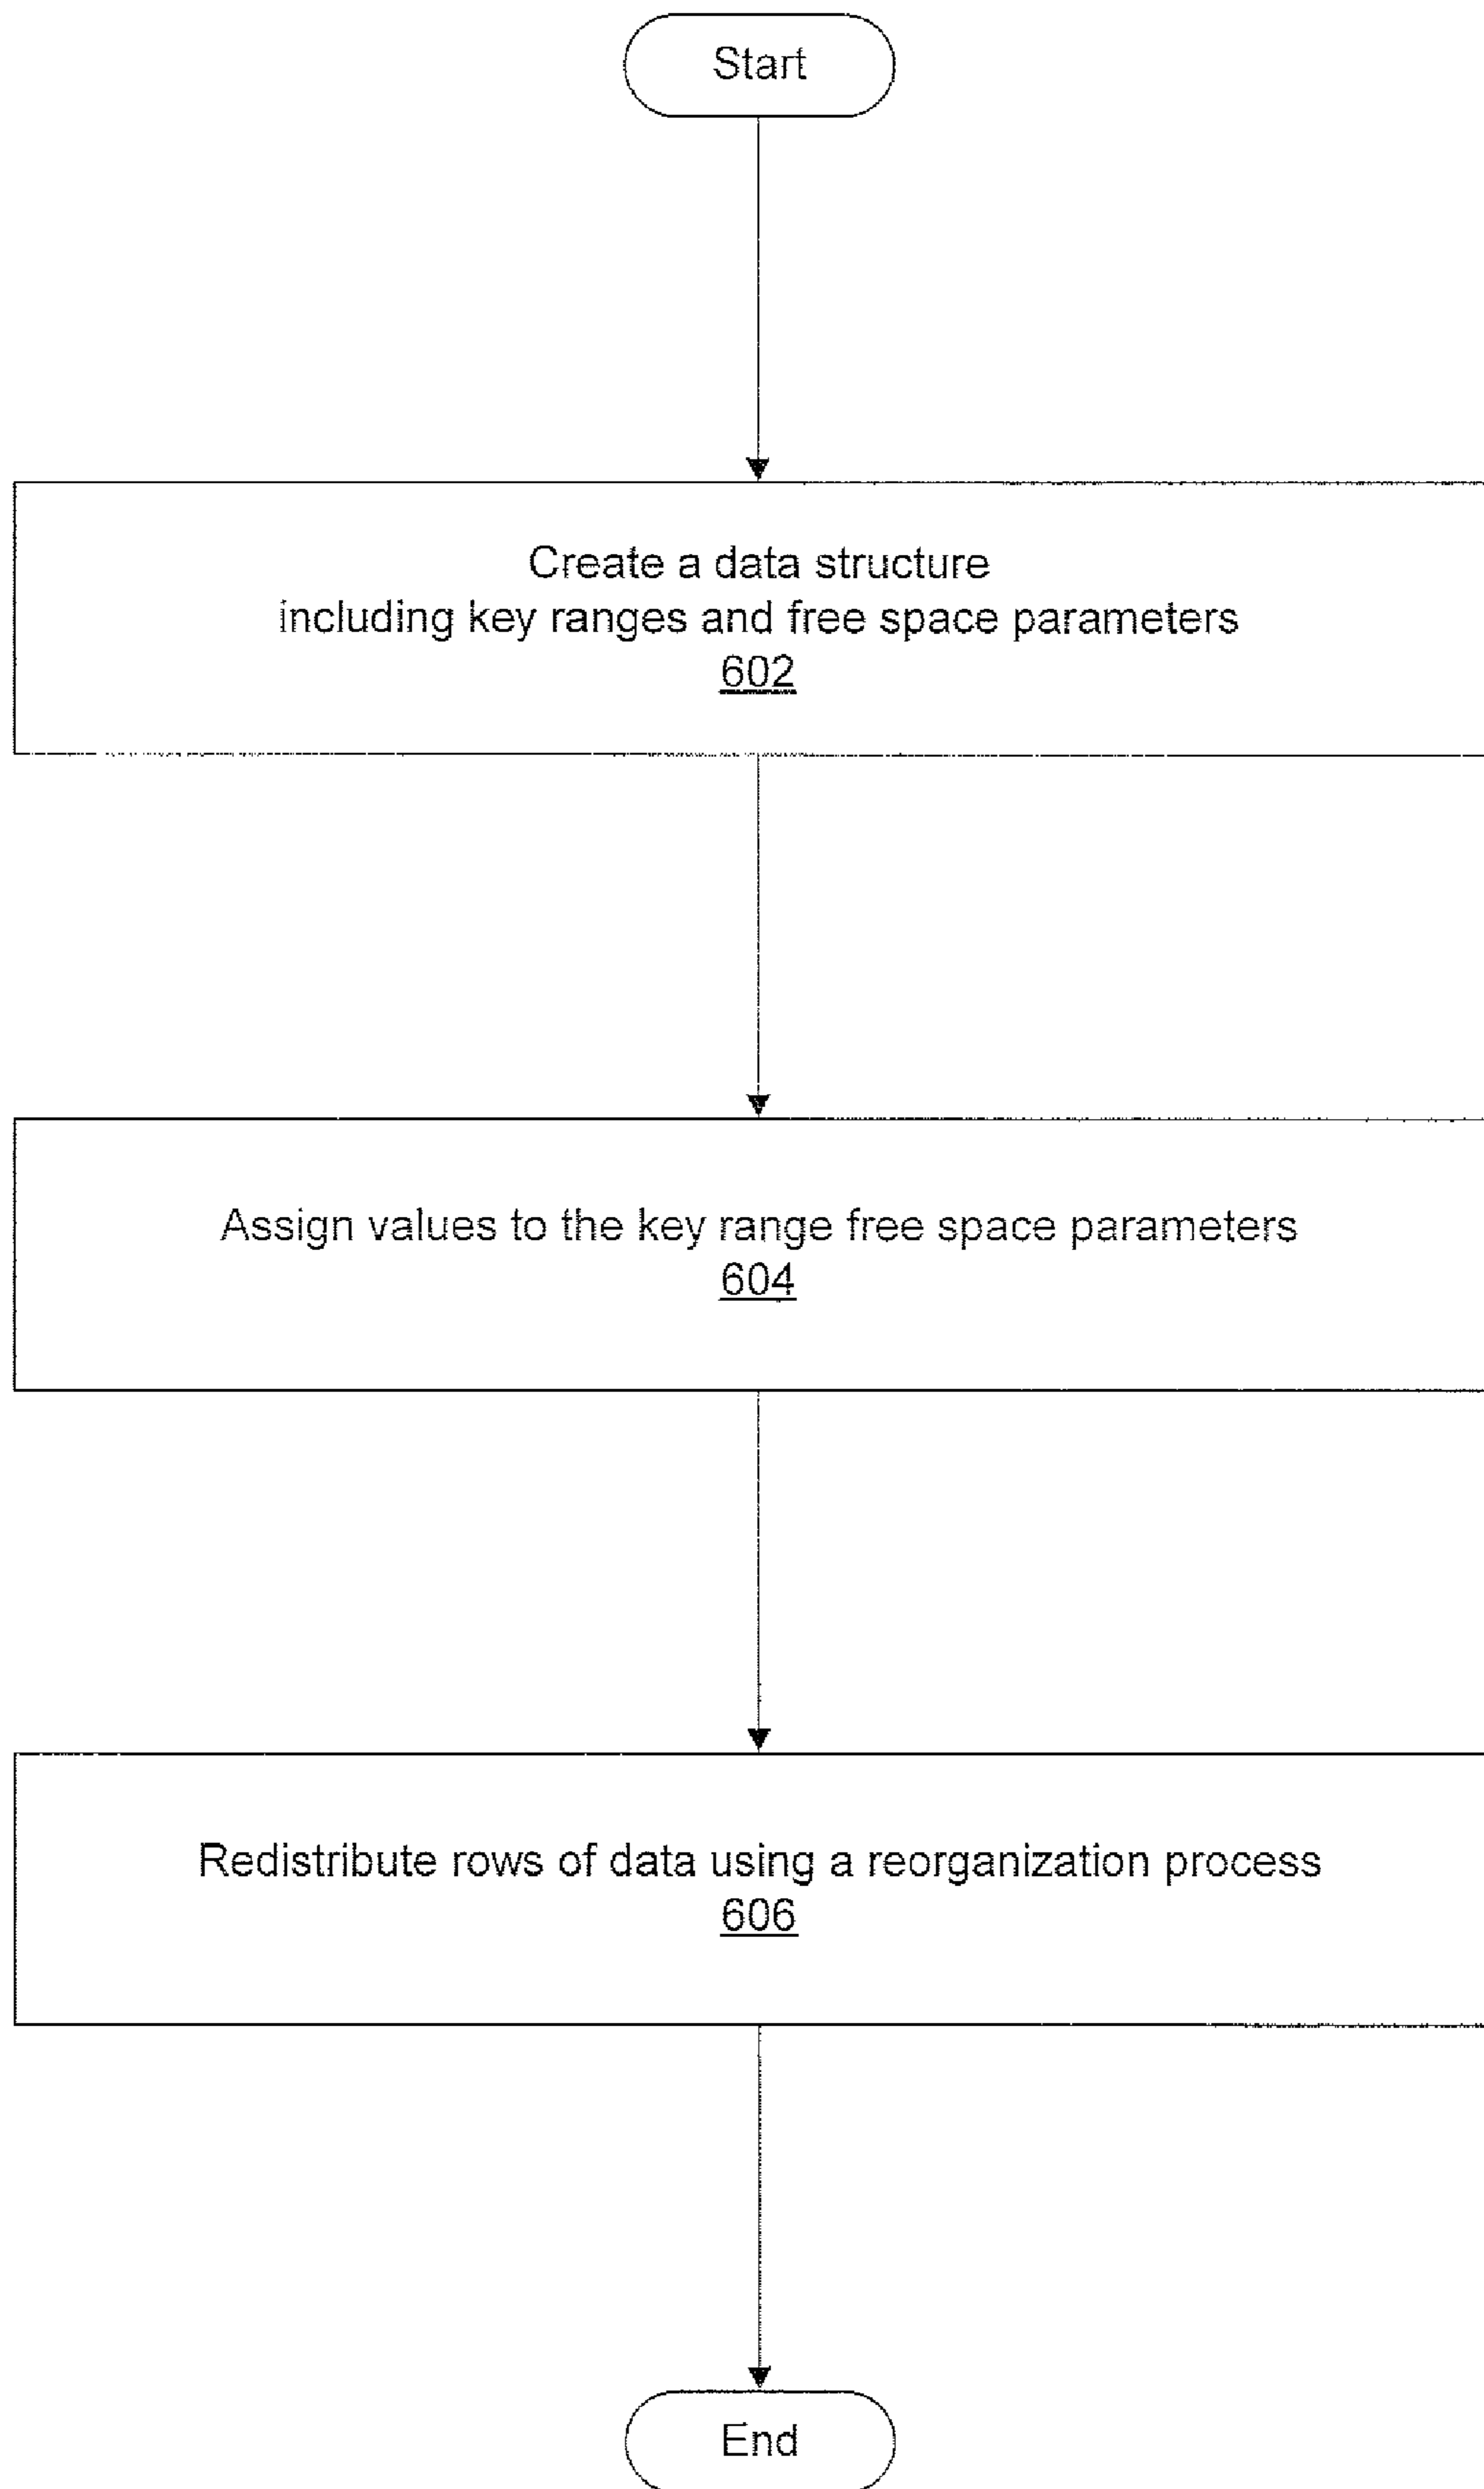 Start
Create a data structure
including key ranges and free space parameters
602
Assign values to the key range free space parameters
604
Redistribute rows of data using a reorganization process
606
End